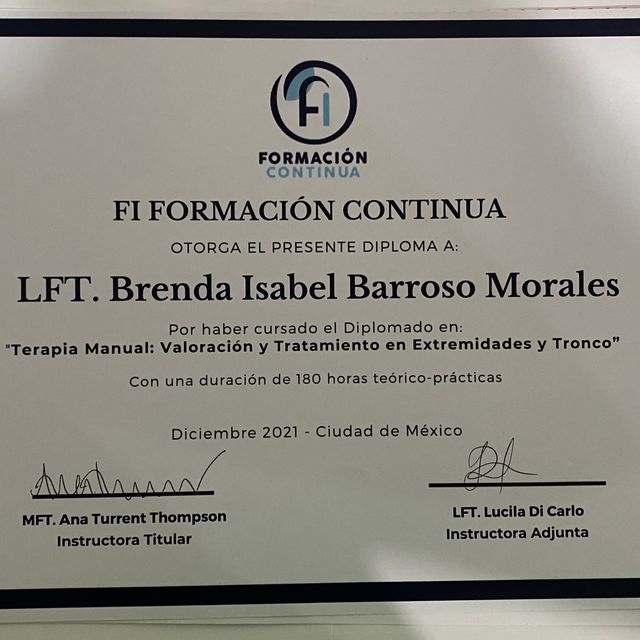 FI
FORMACIÓN
CONTINUA
FI FORMACIÓN CONTINUA
OTORGA EL PRESENTE DIPLOMA A:
LFT. Brenda Isabel Barroso Morales
Por haber cursado el Diplomado en:
"Terapia Manual: Valoración y Tratamiento en Extremidades y Tronco”
Con una duración de 180 horas teórico-prácticas
Diciembre 2021 - Ciudad de México
MFT. Ana Turrent Thompson
Instructora Titular
LFT. Lucila Di Carlo
Instructora Adjunta